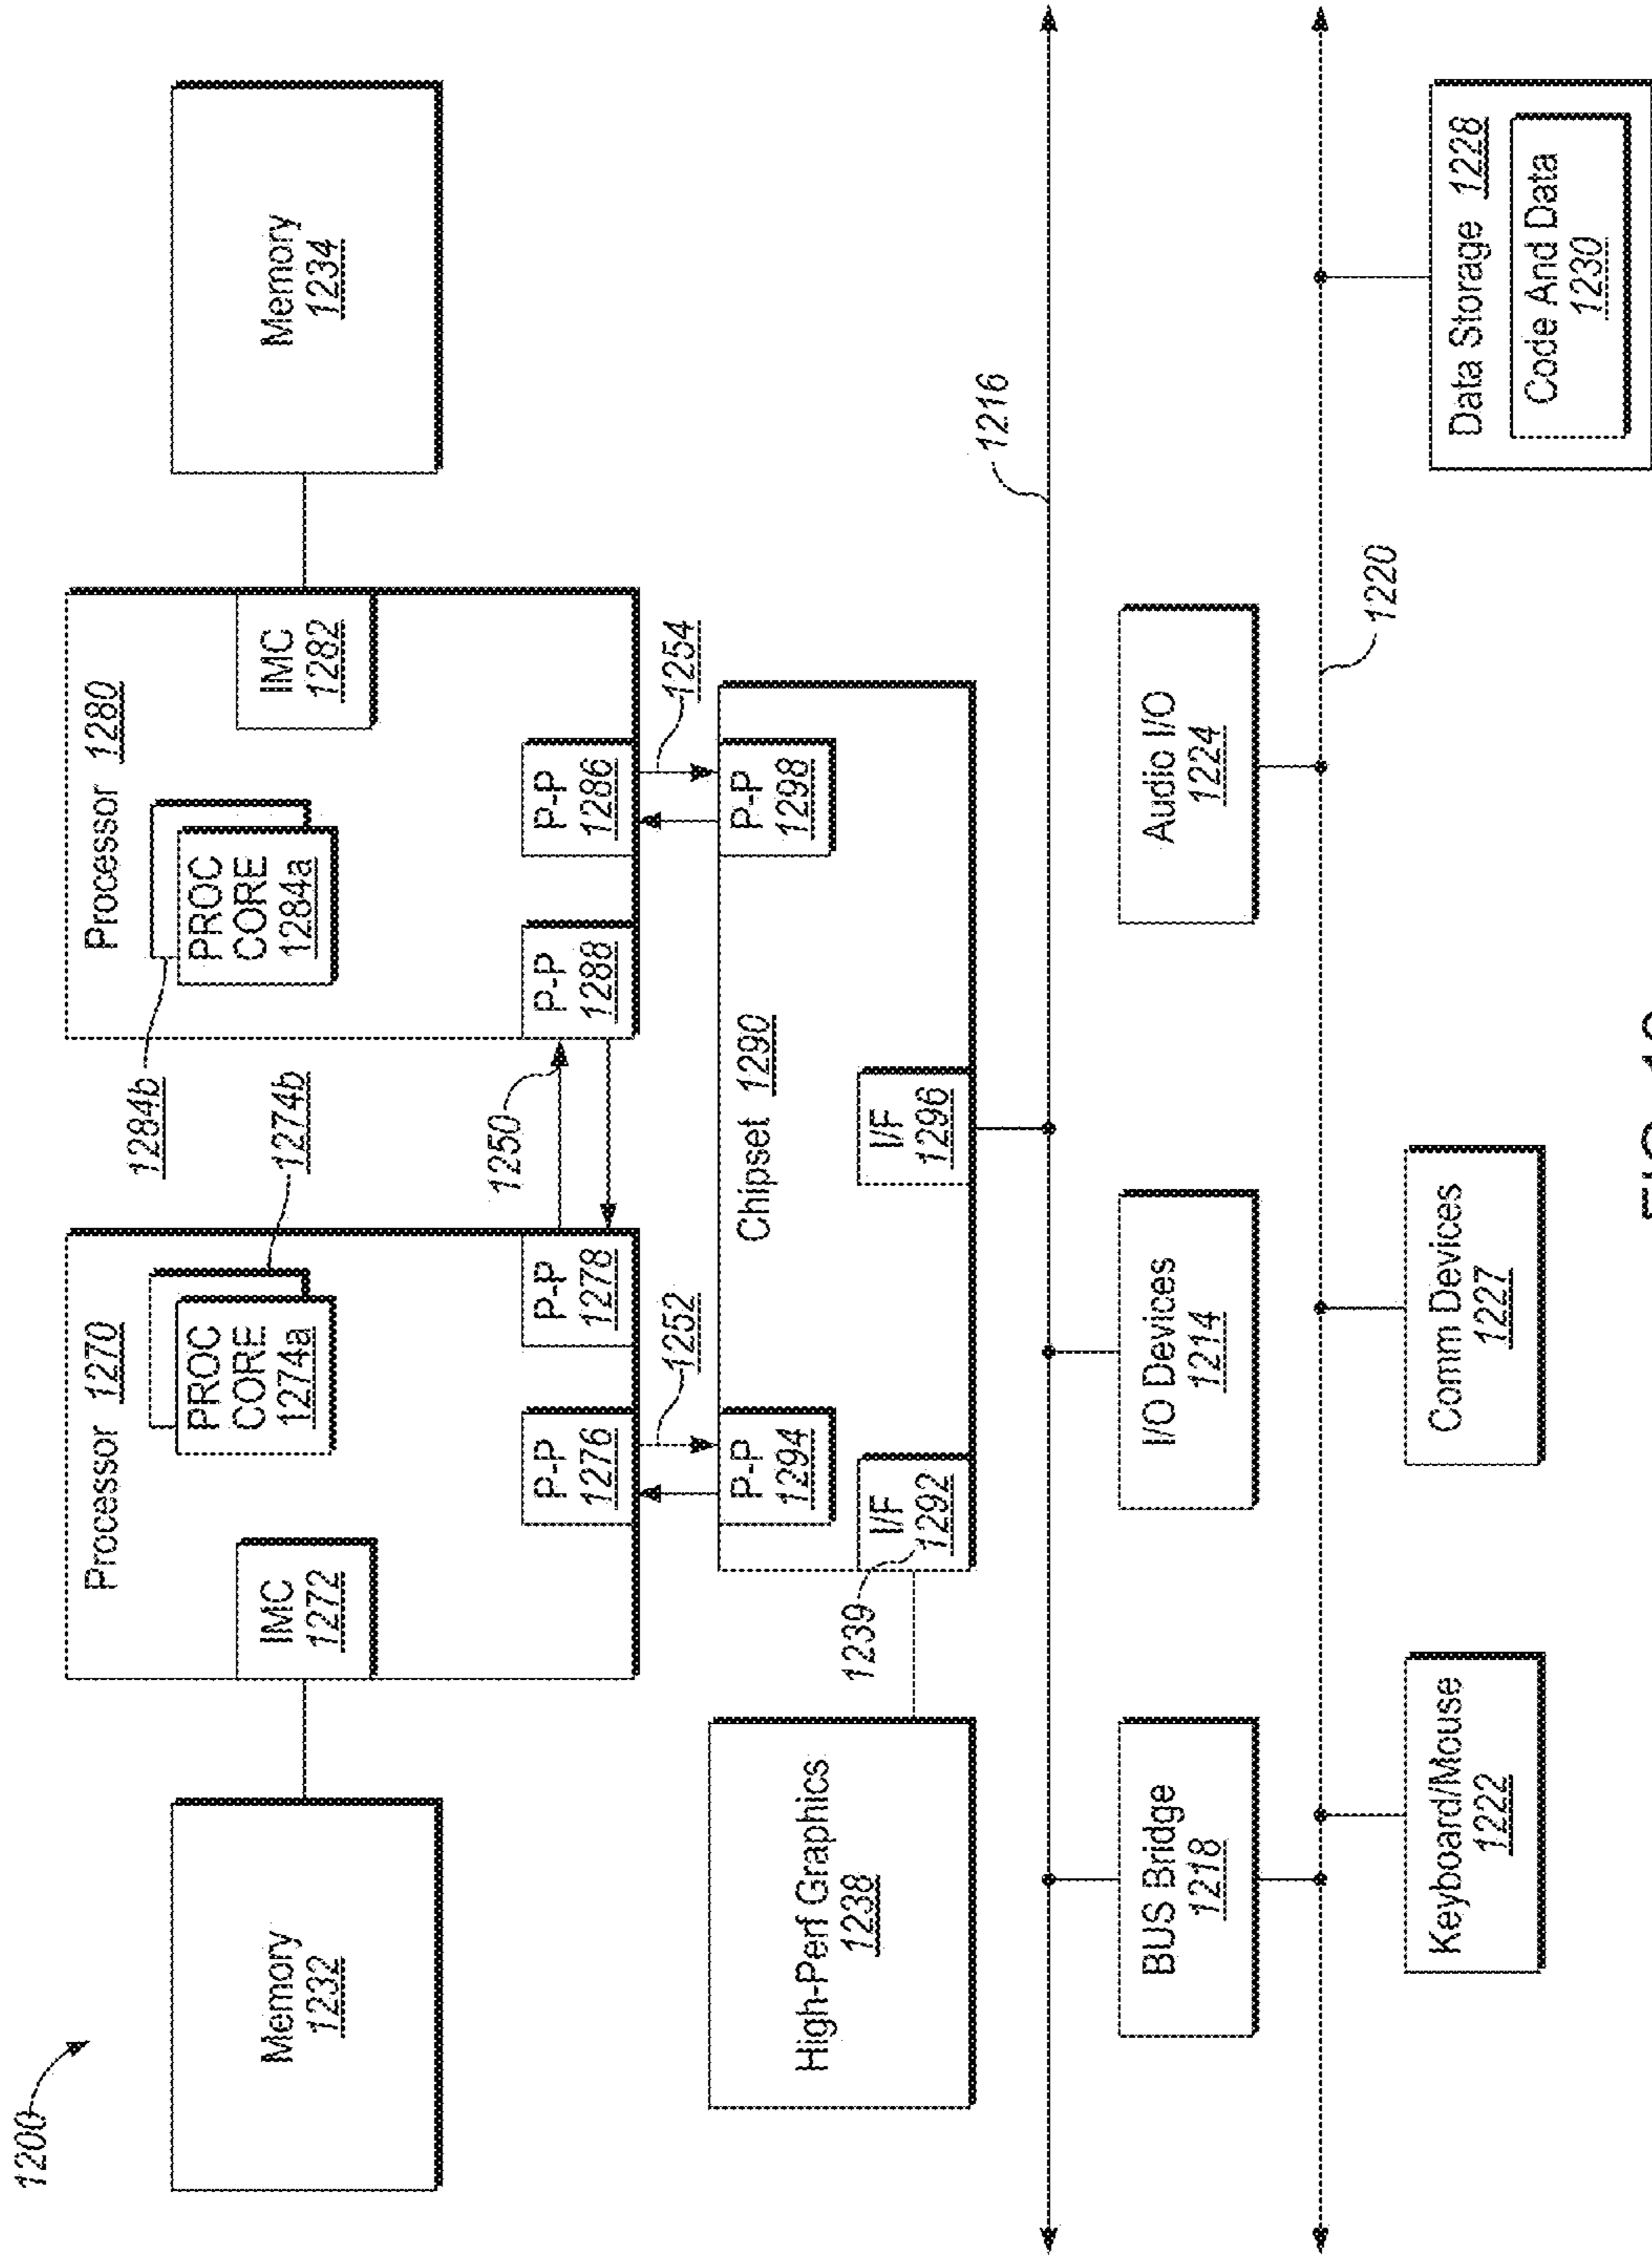 1200
Memory
1232
Processor 1270
IMC
1272
PROC
CORE
1274a
1274b
P-P
1276
P-P
1278
1284b
Processor 1280
PROC
CORE
1284a
IMC
1282
P-P
1288
P-P
1286
Memory
1234
1250
1252
1254
High-Perf Graphics
1238
1239
Chipset 1290
P-P
1294
P-P
1298
I/F
1292
I/F
1296
1216
BUS Bridge
1218
I/O Devices
1214
Audio I/O
1224
1220
Keyboard/Mouse
1222
Comm Devices
1227
Data Storage 1228
Code And Data
1230